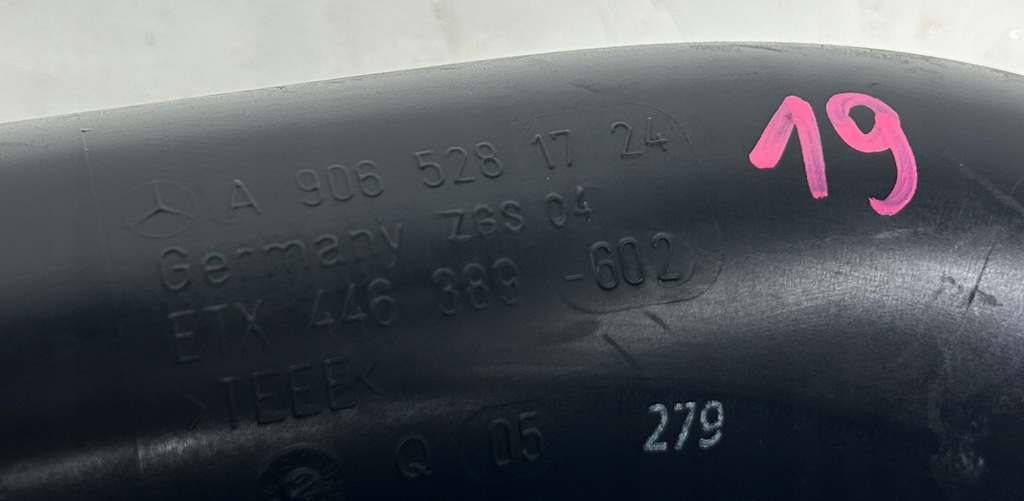 A 906 528 17 24
Germany ZGS 04
ETX 446 389 -602
>TEEE<
Q 05
279
19